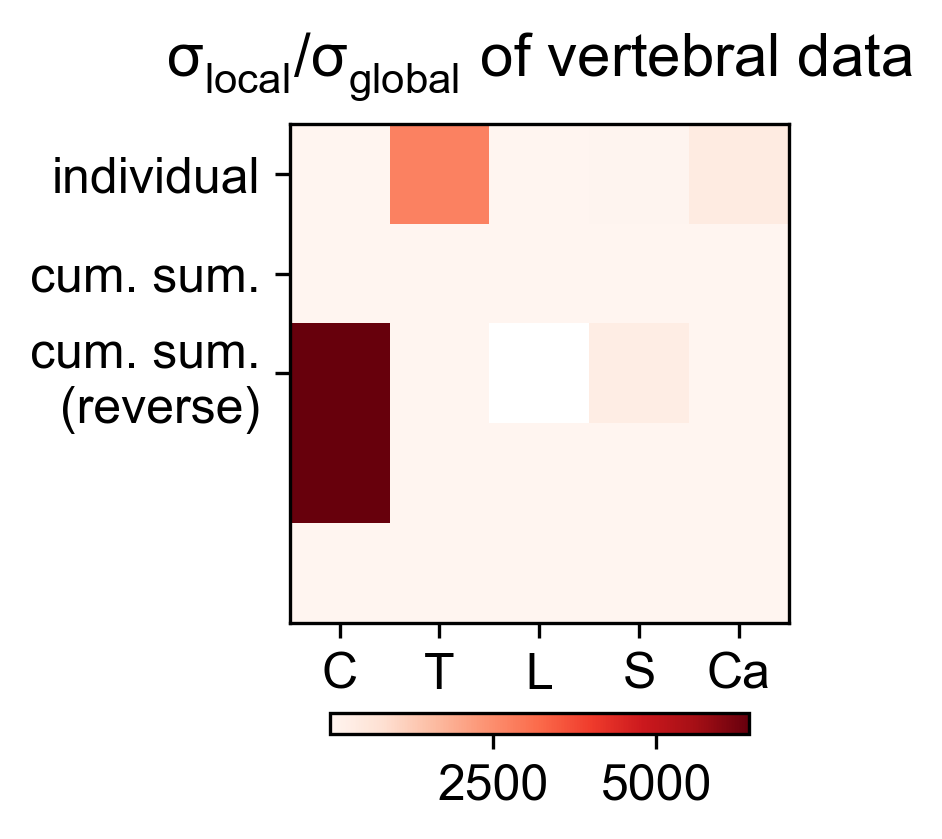 σlocal/σglobal of vertebral data
individual
cum. sum.
cum. sum.
(reverse)
C T L S Ca
2500 5000